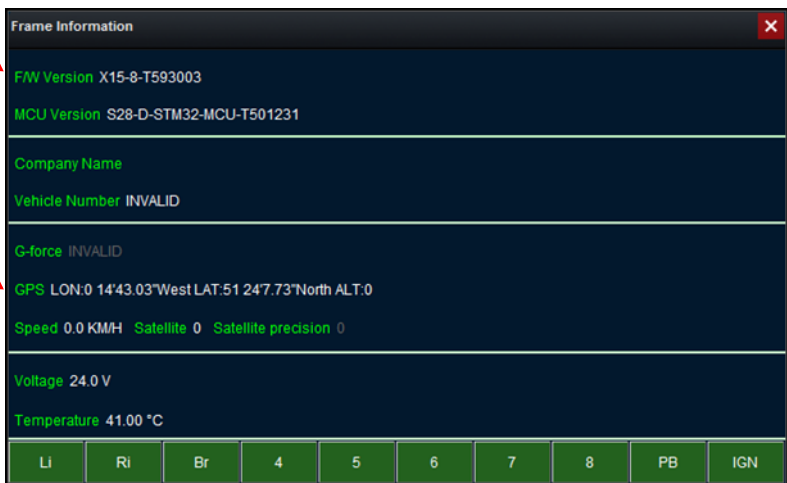 Frame Information
F/W Version X15-8-T593003
MCU Version S28-D-STM32-MCU-T501231
Company Name
Vehicle Number INVALID
G-force INVALID
GPS LON:0 14'43.03"West LAT:51 24'7.73"North ALT:0
Speed 0.0 KM/H Satellite 0 Satellite precision 0
Voltage 24.0 V
Temperature 41.00 °C
Li Ri Br 4 5 6 7 8 PB IGN